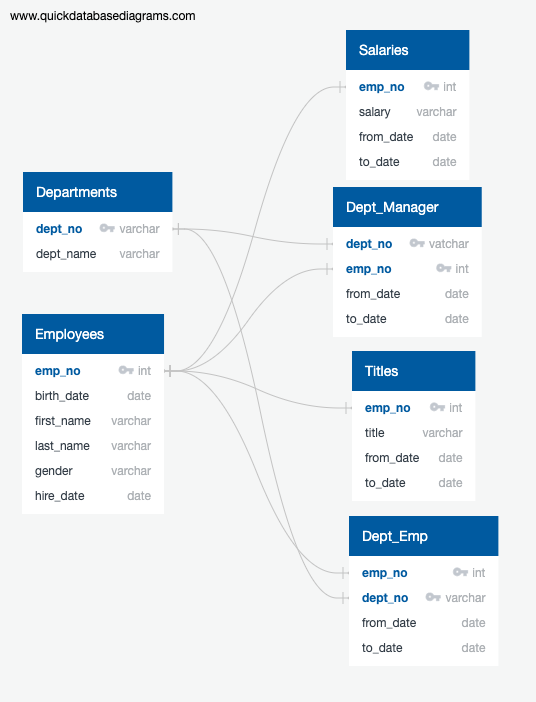 www.quickdatabasediagrams.com
Salaries
emp_no int
salary varchar
from_date date
to_date date
Departments
dept_no varchar
dept_name varchar
Dept_Manager
dept_no vatchar
emp_no int
from_date date
to_date date
Employees
emp_no int
birth_date date
first_name varchar
last_name varchar
gender varchar
hire_date date
Titles
emp_no int
title varchar
from_date date
to_date date
Dept_Emp
emp_no int
dept_no varchar
from_date date
to_date date